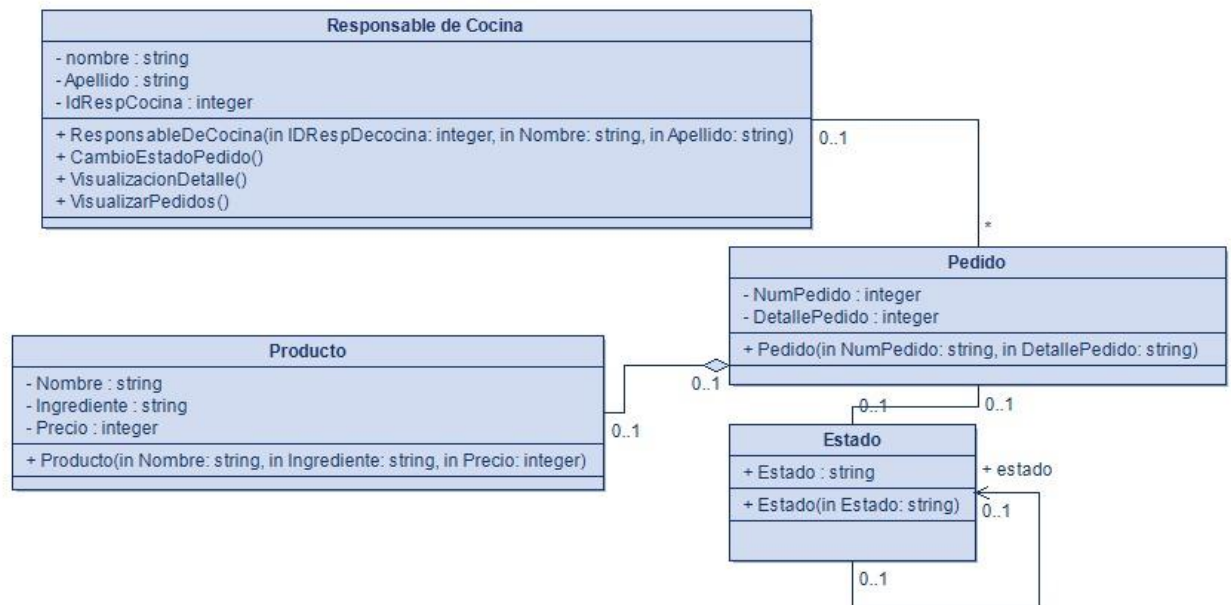 Responsable de Cocina
- nombre : string
- Apellido : string
- IdRespCocina : integer
+ ResponsableDeCocina(in IDRespDecocina: integer, in Nombre: string, in Apellido: string)
+ CambioEstadoPedido()
+ VisualizacionDetalle()
+ VisualizarPedidos()
0..1
*
Pedido
- NumPedido : integer
- DetallePedido : integer
+ Pedido(in NumPedido: string, in DetallePedido: string)
0..1
0..1
Producto
- Nombre : string
- Ingrediente : string
- Precio : integer
+ Producto(in Nombre: string, in Ingrediente: string, in Precio: integer)
0..1
0..1
Estado
+ Estado : string
+ Estado(in Estado: string)
+ estado
0..1
0..1